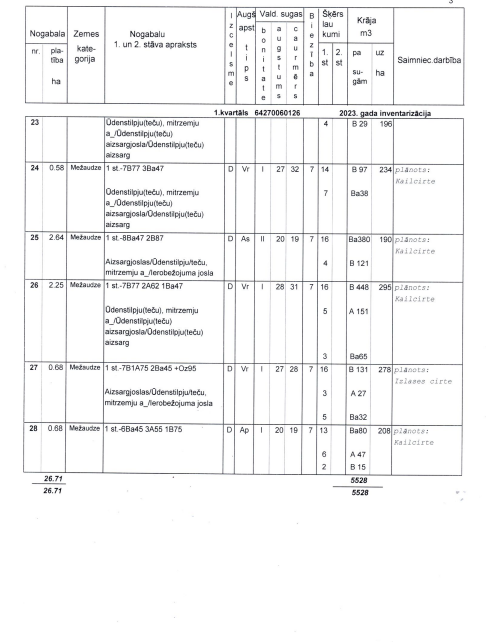 3
Nogabala Zemes Nogabalu I z c e l s m e Augš apst t i p s Vald. sugas B i e z ī b a Šķērs lau kumi Krāja m3 Saimniec.darbība
nr. pla- tība ha kate- gorija 1. un 2. stāva apraksts b o n i t a t e a u g s t u m s c a u r m ē r s 1. st 2. st pa su- gām uz ha
1.kvartāls 64270060126 2023. gada inventarizācija
23 Ūdenstilpju(teču), mitrzemju 4 B 29 196
a_/Ūdenstilpju(teču)
aizsargjosla/Ūdenstilpju(teču)
aizsarg
24 0.58 Mežaudze 1 st.-7B77 3Ba47 D Vr I 27 32 7 14 B 97 234 plānots:
Kailcirte
Ūdenstilpju(teču), mitrzemju 7 Ba38
a_/Ūdenstilpju(teču)
aizsargjosla/Ūdenstilpju(teču)
aizsarg
25 2.64 Mežaudze 1 st.-8Ba47 2B87 D As II 20 19 7 16 Ba380 190 plānots:
Kailcirte
Aizsargjoslas/Ūdenstilpju/teču, 4 B 121
mitrzemju a_/Ierobežojuma josla
26 2.25 Mežaudze 1 st.-7B77 2A62 1Ba47 D Vr I 28 31 7 16 B 448 295 plānots:
Kailcirte
Ūdenstilpju(teču), mitrzemju 5 A 151
a_/Ūdenstilpju(teču)
aizsargjosla/Ūdenstilpju(teču)
aizsarg
3 Ba65
27 0.68 Mežaudze 1 st.-7B1A75 2Ba45 +Oz95 D Vr I 27 28 7 16 B 131 278 plānots:
Izlases cirte
Aizsargjoslas/Ūdenstilpju/teču, 3 A 27
mitrzemju a_/Ierobežojuma josla
5 Ba32
28 0.68 Mežaudze 1 st.-6Ba45 3A55 1B75 D Ap I 20 19 7 13 Ba80 208 plānots:
Kailcirte
6 A 47
2 B 15
26.71 5528
26.71 5528